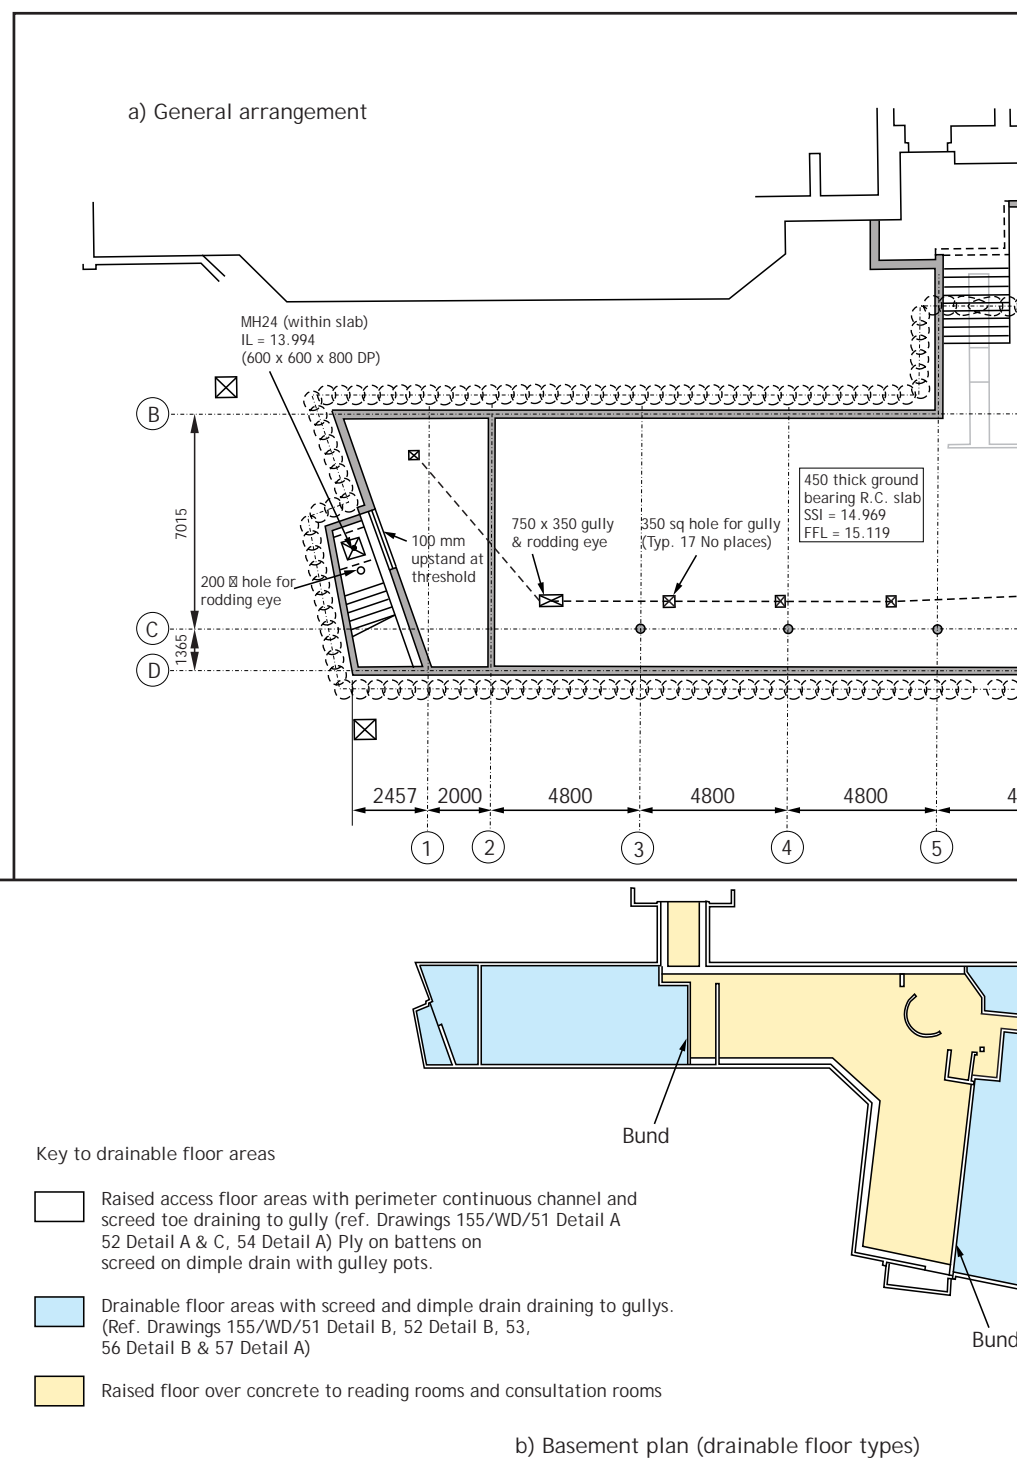 a) General arrangement
MH24 (within slab)
IL = 13.994
(600 x 600 x 800 DP)
B
7015
C
1365
D
100 mm
upstand at
threshold
200 hole for
rodding eye
750 x 350 gully
& rodding eye
350 sq hole for gully
(Typ. 17 No places)
450 thick ground
bearing R.C. slab
SSI = 14.969
FFL = 15.119
2457
2000
4800
4800
4800
4
1
2
3
4
5
Bund
Key to drainable floor areas
Raised access floor areas with perimeter continuous channel and
screed toe draining to gully (ref. Drawings 155/WD/51 Detail A
52 Detail A & C, 54 Detail A) Ply on battens on
screed on dimple drain with gulley pots.
Drainable floor areas with screed and dimple drain draining to gullys.
(Ref. Drawings 155/WD/51 Detail B, 52 Detail B, 53,
56 Detail B & 57 Detail A)
Bund
Raised floor over concrete to reading rooms and consultation rooms
b) Basement plan (drainable floor types)